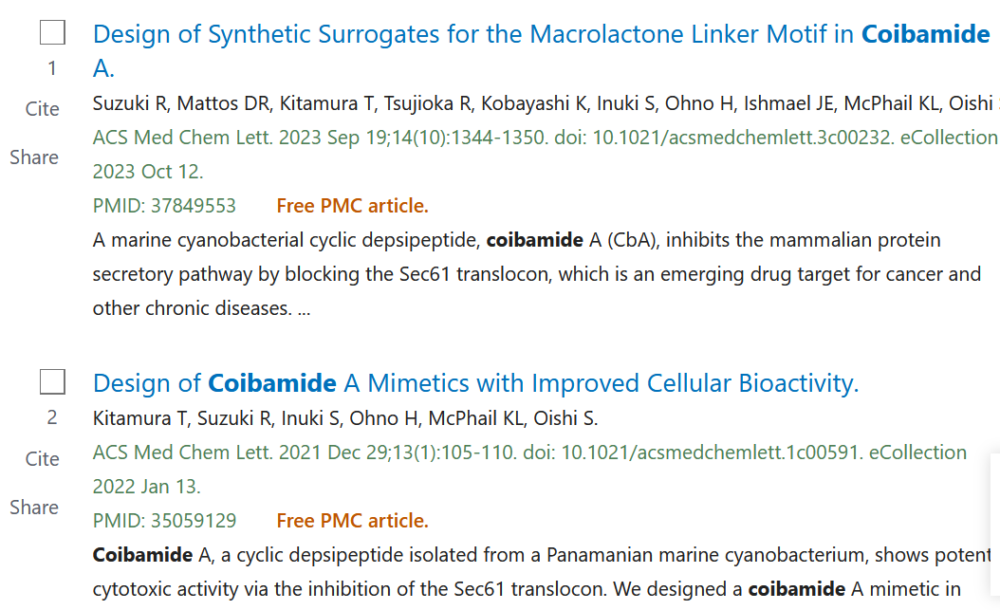 Design of Synthetic Surrogates for the Macrolactone Linker Motif in Coibamide
A.
1
Cite
Share
Suzuki R, Mattos DR, Kitamura T, Tsujioka R, Kobayashi K, Inuki S, Ohno H, Ishmael JE, McPhail KL, Oishi
ACS Med Chem Lett. 2023 Sep 19;14(10):1344-1350. doi: 10.1021/acsmedchemlett.3c00232. eCollection
2023 Oct 12.
PMID: 37849553 Free PMC article.
A marine cyanobacterial cyclic depsipeptide, coibamide A (CbA), inhibits the mammalian protein
secretory pathway by blocking the Sec61 translocon, which is an emerging drug target for cancer and
other chronic diseases. ...
Design of Coibamide A Mimetics with Improved Cellular Bioactivity.
2
Cite
Share
Kitamura T, Suzuki R, Inuki S, Ohno H, McPhail KL, Oishi S.
ACS Med Chem Lett. 2021 Dec 29;13(1):105-110. doi: 10.1021/acsmedchemlett.1c00591. eCollection
2022 Jan 13.
PMID: 35059129 Free PMC article.
Coibamide A, a cyclic depsipeptide isolated from a Panamanian marine cyanobacterium, shows potent
cytotoxic activity via the inhibition of the Sec61 translocon. We designed a coibamide A mimetic in